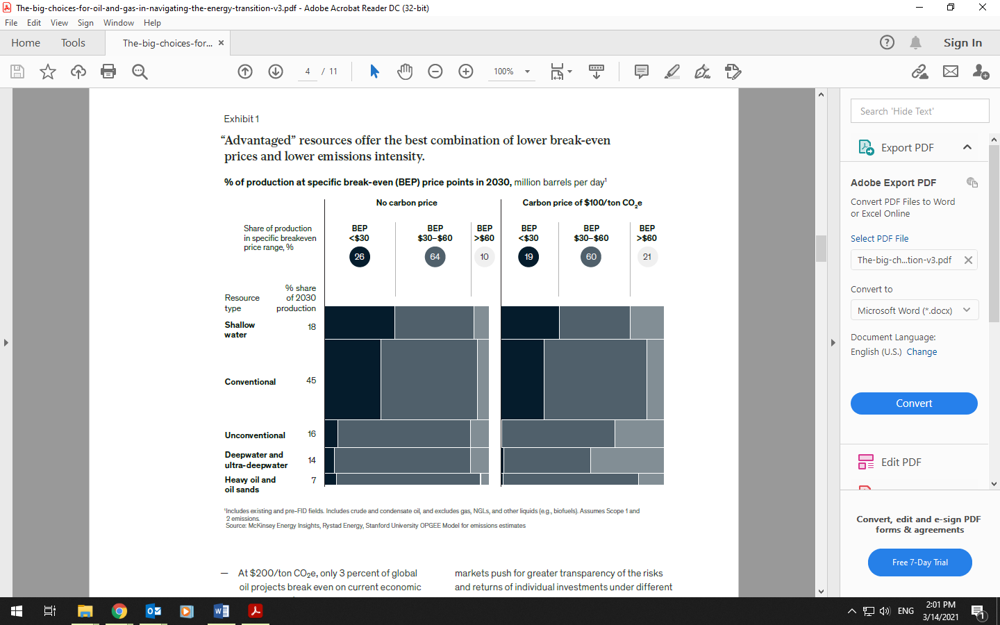 The-big-choices-for-oil-and-gas-in-navigating-the-energy-transition-v3.pdf - Adobe Acrobat Reader DC (32-bit)
File Edit View Sign Window Help
Home Tools The-big-choices-for... × Sign In
4 / 11 100%
Exhibit 1
“Advantaged” resources offer the best combination of lower break-even
prices and lower emissions intensity.
% of production at specific break-even (BEP) price points in 2030, million barrels per day¹
No carbon price Carbon price of $100/ton CO₂e
Share of production
in specific breakeven
price range, %
BEP
<$30
26
BEP
$30–$60
64
BEP
>$60
10
BEP
<$30
19
BEP
$30–$60
60
BEP
>$60
21
Resource
type
% share
of 2030
production
Shallow
water
18
Conventional 45
Unconventional 16
Deepwater and
ultra-deepwater
14
Heavy oil and
oil sands
7
¹Includes existing and pre-FID fields. Includes crude and condensate oil, and excludes gas, NGLs, and other liquids (e.g., biofuels). Assumes Scope 1 and
2 emissions.
Source: McKinsey Energy Insights, Rystad Energy, Stanford University OPGEE Model for emissions estimates
— At $200/ton CO₂e, only 3 percent of global
oil projects break even on current economic
markets push for greater transparency of the risks
and returns of individual investments under different
Search 'Hide Text'
Export PDF
Adobe Export PDF
Convert PDF Files to Word
or Excel Online
Select PDF File
The-big-ch...tion-v3.pdf
Convert to
Microsoft Word (*.docx)
Document Language:
English (U.S.) Change
Convert
Edit PDF
Convert, edit and e-sign PDF
forms & agreements
Free 7-Day Trial
ENG
2:01 PM
3/14/2021
1